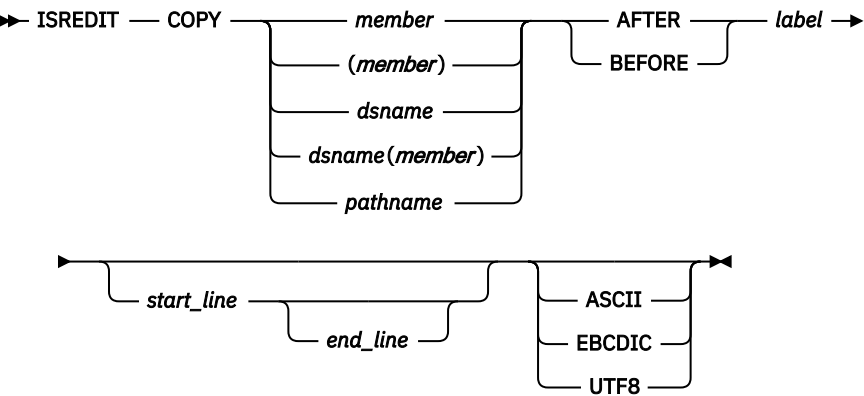 ISREDIT COPY member AFTER label
(member) BEFORE
dsname
dsname(member)
pathname
start_line ASCII
end_line EBCDIC
UTF8